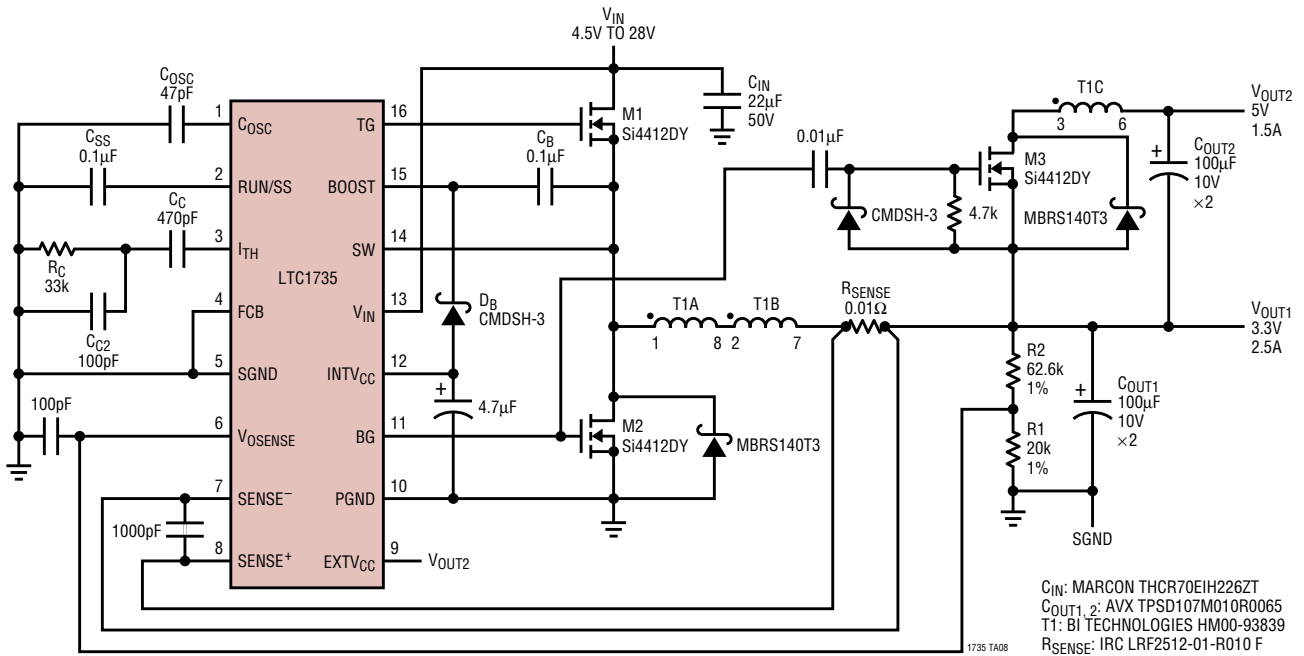 V_IN
4.5V TO 28V
C_OSC
47pF
C_SS
0.1µF
C_C
470pF
R_C
33k
C_C2
100pF
100pF
1000pF
1
2
3
4
5
6
7
8
C_OSC
RUN/SS
I_TH
FCB
SGND
V_OSENSE
SENSE–
SENSE+
LTC1735
TG
BOOST
SW
V_IN
INTV_CC
BG
PGND
EXTV_CC
16
15
14
13
12
11
10
9
V_OUT2
C_B
0.1µF
D_B
CMDSH-3
+
4.7µF
M1
Si4412DY
C_IN
22µF
50V
M2
Si4412DY
MBRS140T3
T1A
1
8
T1B
2
7
R_SENSE
0.01Ω
0.01µF
CMDSH-3
4.7k
M3
Si4412DY
MBRS140T3
T1C
3
6
V_OUT2
5V
1.5A
+
C_OUT2
100µF
10V
×2
V_OUT1
3.3V
2.5A
R2
62.6k
1%
R1
20k
1%
+
C_OUT1
100µF
10V
×2
SGND
C_IN: MARCON THCR70EIH226ZT
C_OUT1, 2: AVX TPSD107M010R0065
T1: BI TECHNOLOGIES HM00-93839
R_SENSE: IRC LRF2512-01-R010 F
1735 TA08